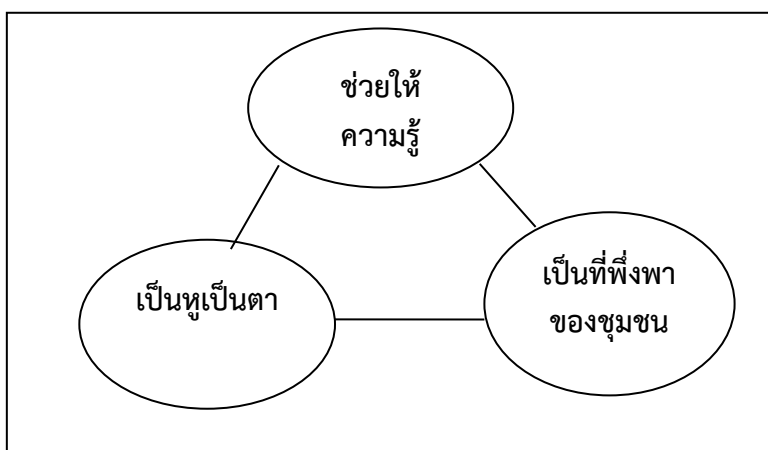 ช่วยให้
ความรู้
เป็นหูเป็นตา
เป็นที่พึ่งพา
ของชุมชน